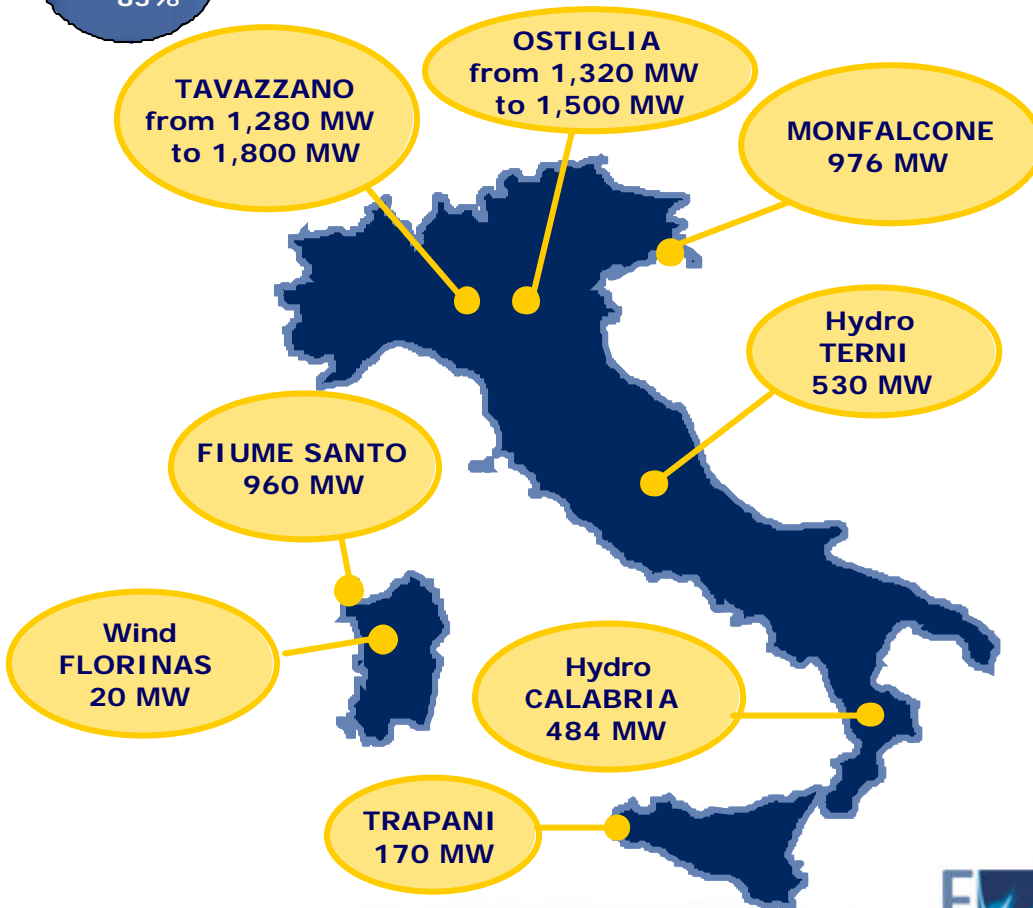 OSTIGLIA
from 1,320 MW
to 1,500 MW
TAVAZZANO
from 1,280 MW
to 1,800 MW
MONFALCONE
976 MW
Hydro
TERNI
530 MW
FIUME SANTO
960 MW
Wind
FLORINAS
20 MW
Hydro
CALABRIA
484 MW
TRAPANI
170 MW
E